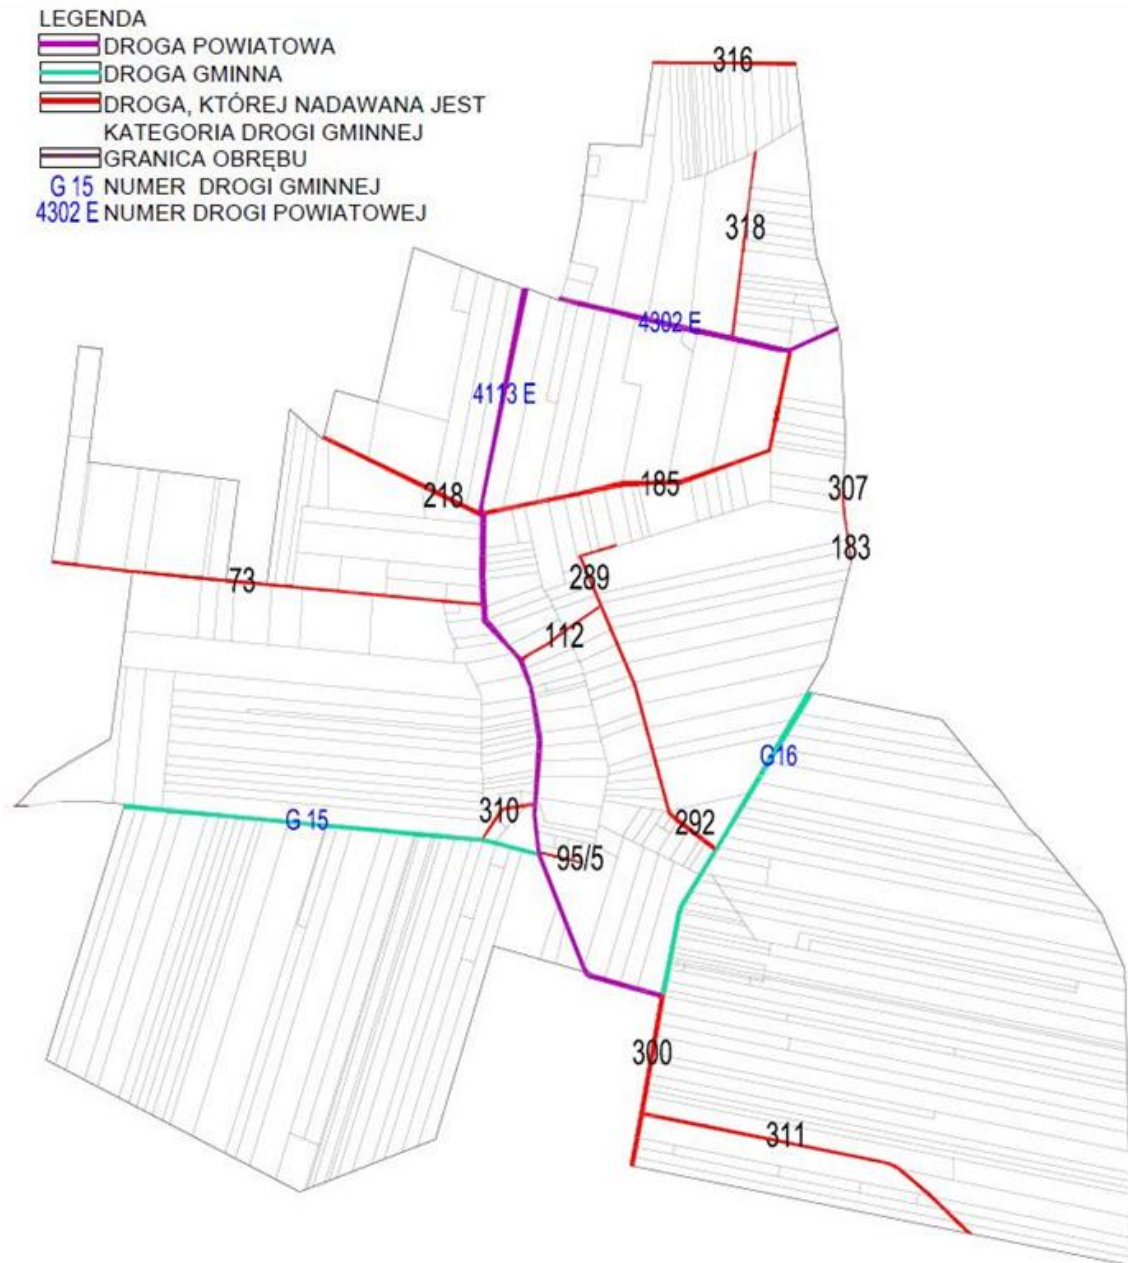 LEGENDA
DROGA POWIATOWA
DROGA GMINNA
DROGA, KTÓREJ NADAWANA JEST
KATEGORIA DROGI GMINNEJ
GRANICA OBRĘBU
G 15 NUMER DROGI GMINNEJ
4302 E NUMER DROGI POWIATOWEJ
316
318
4302 E
4113 E
218
185
307
183
73
289
112
G16
310
G 15
292
95/5
300
311